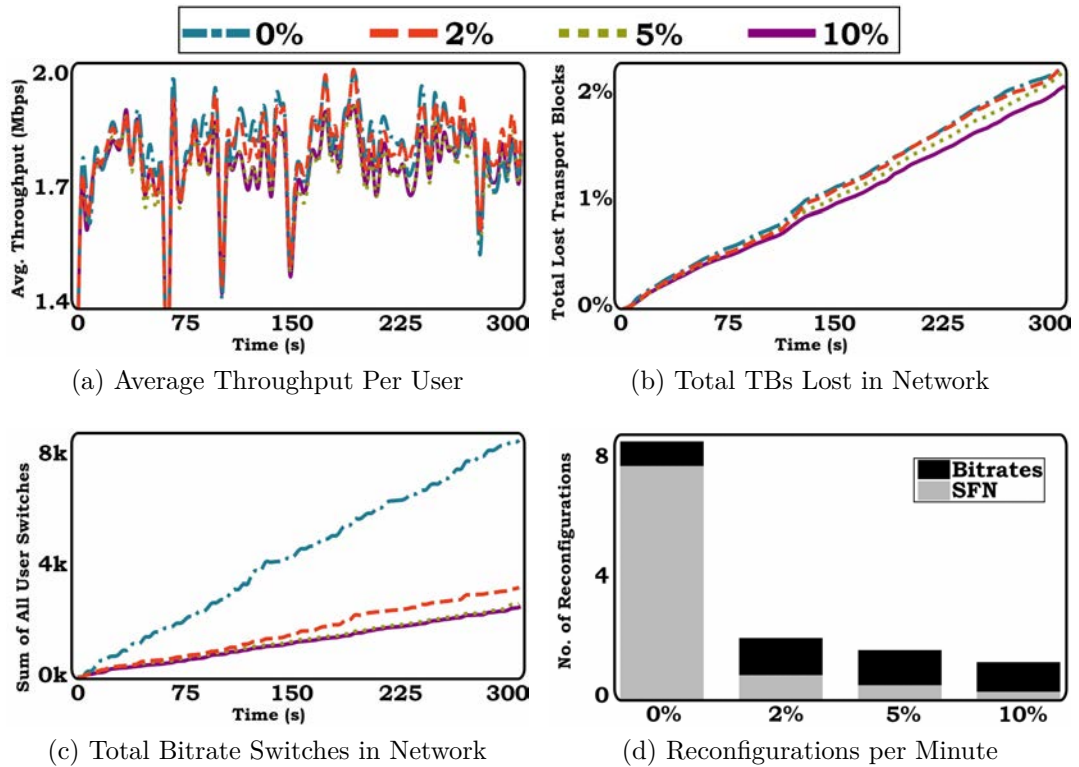 0% 2% 5% 10%
Avg. Throughput (Mbps)
2.0
1.7
1.4
0 75 150 225 300
Time (s)
(a) Average Throughput Per User
Total Lost Transport Blocks
2%
1%
0%
0 75 150 225 300
Time (s)
(b) Total TBs Lost in Network
Sum of All User Switches
8k
4k
0k
0 75 150 225 300
Time (s)
(c) Total Bitrate Switches in Network
No. of Reconfigurations
8
4
0
Bitrates
SFN
0% 2% 5% 10%
(d) Reconfigurations per Minute